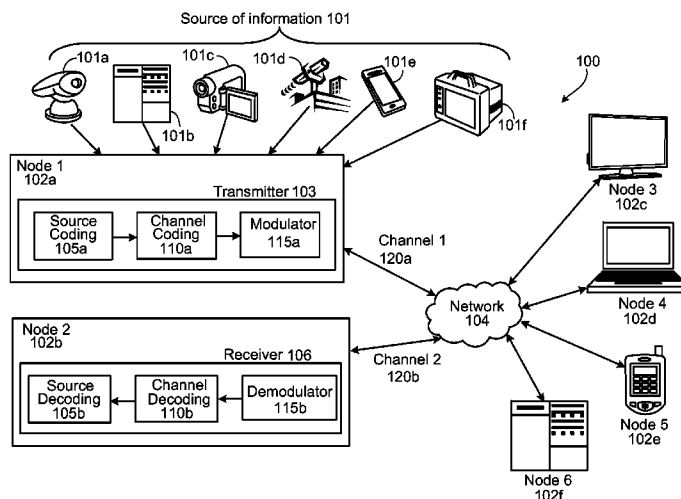 Source of information 101
101a
101b
101c
101d
101e
101f
100
Node 1
102a
Transmitter 103
Source
Coding
105a
Channel
Coding
110a
Modulator
115a
Channel 1
120a
Node 2
102b
Receiver 106
Source
Decoding
105b
Channel
Decoding
110b
Demodulator
115b
Channel 2
120b
Network
104
Node 3
102c
Node 4
102d
Node 5
102e
Node 6
102f